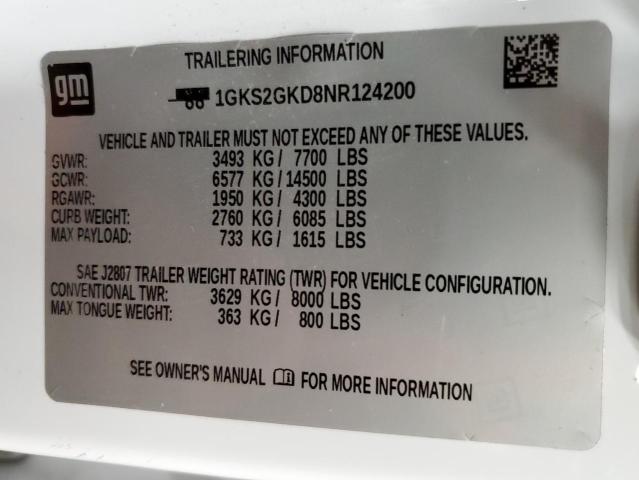 gm
TRAILERING INFORMATION
1GKS2GKD8NR124200
VEHICLE AND TRAILER MUST NOT EXCEED ANY OF THESE VALUES.
GVWR: 3493 KG / 7700 LBS
GCWR: 6577 KG / 14500 LBS
RGAWR: 1950 KG / 4300 LBS
CURB WEIGHT: 2760 KG / 6085 LBS
MAX PAYLOAD: 733 KG / 1615 LBS
SAE J2807 TRAILER WEIGHT RATING (TWR) FOR VEHICLE CONFIGURATION.
CONVENTIONAL TWR: 3629 KG / 8000 LBS
MAX TONGUE WEIGHT: 363 KG / 800 LBS
SEE OWNER'S MANUAL FOR MORE INFORMATION